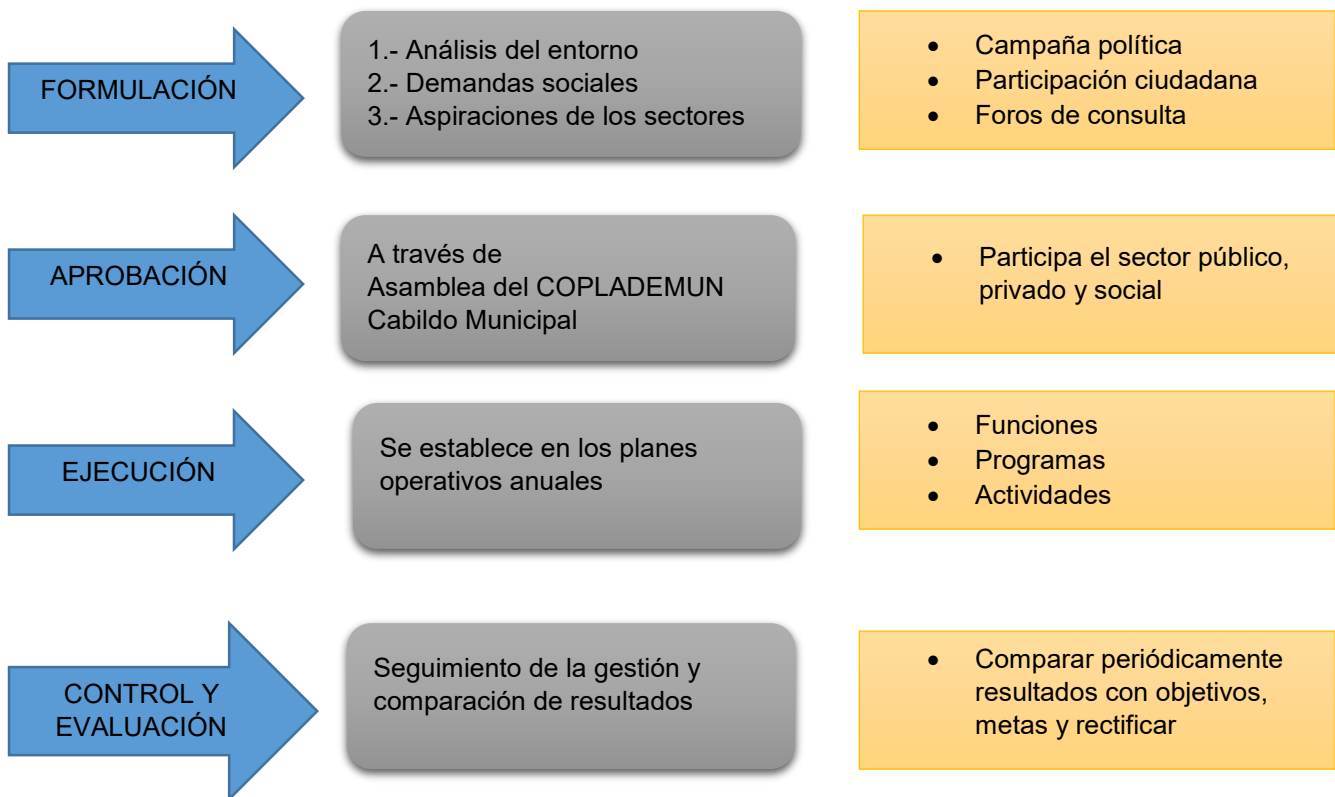 FORMULACIÓN
1.- Análisis del entorno
2.- Demandas sociales
3.- Aspiraciones de los sectores
• Campaña política
• Participación ciudadana
• Foros de consulta
APROBACIÓN
A través de
Asamblea del COPLADEMUN
Cabildo Municipal
• Participa el sector público,
privado y social
EJECUCIÓN
Se establece en los planes
operativos anuales
• Funciones
• Programas
• Actividades
CONTROL Y
EVALUACIÓN
Seguimiento de la gestión y
comparación de resultados
• Comparar periódicamente
resultados con objetivos,
metas y rectificar